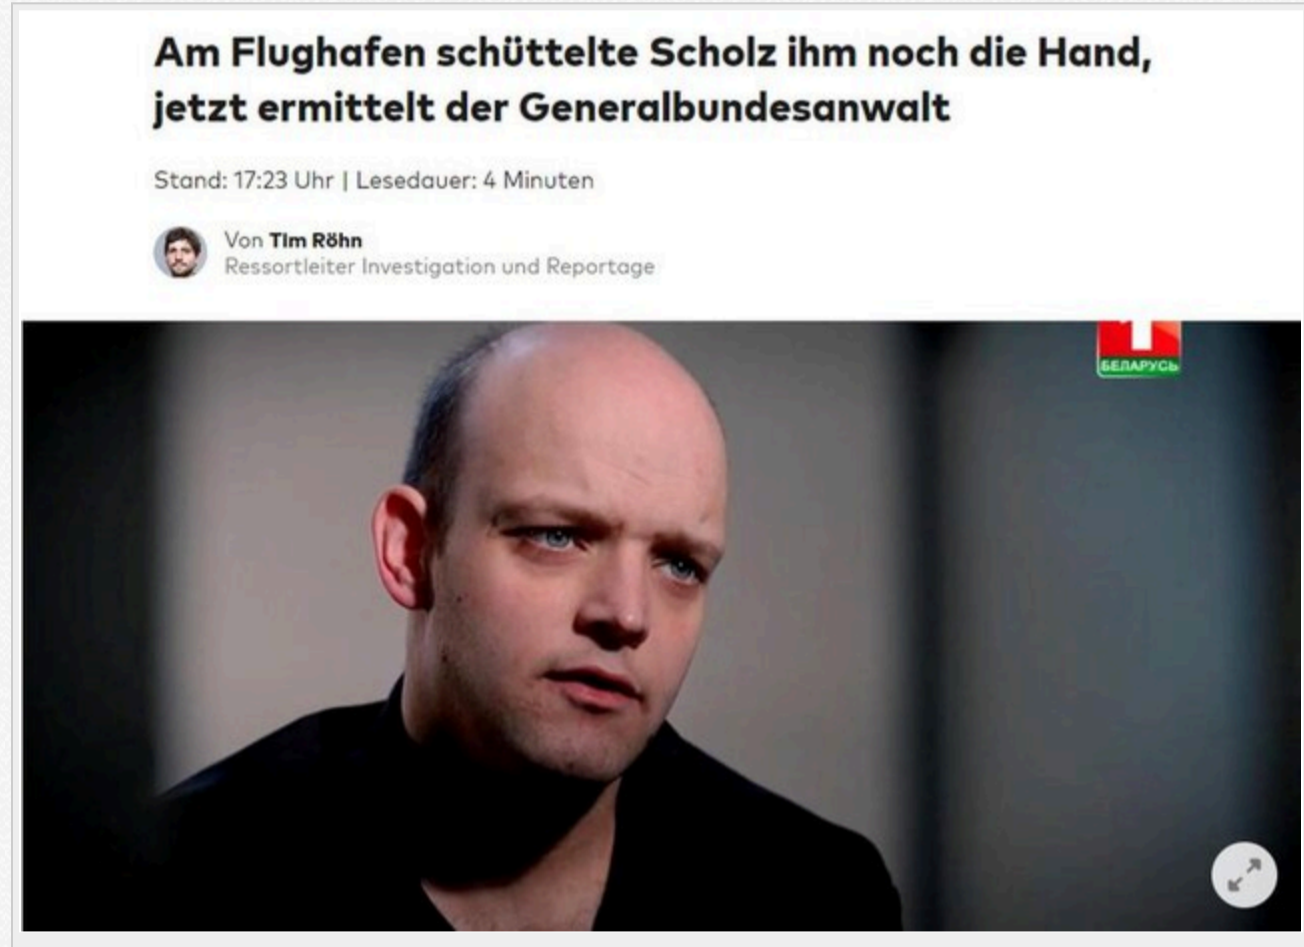 Am Flughafen schüttelte Scholz ihm noch die Hand,
jetzt ermittelt der Generalbundesanwalt
Stand: 17:23 Uhr | Lesedauer: 4 Minuten
Von Tim Röhn
Ressortleiter Investigation und Reportage
1
БЕЛАРУСЬ